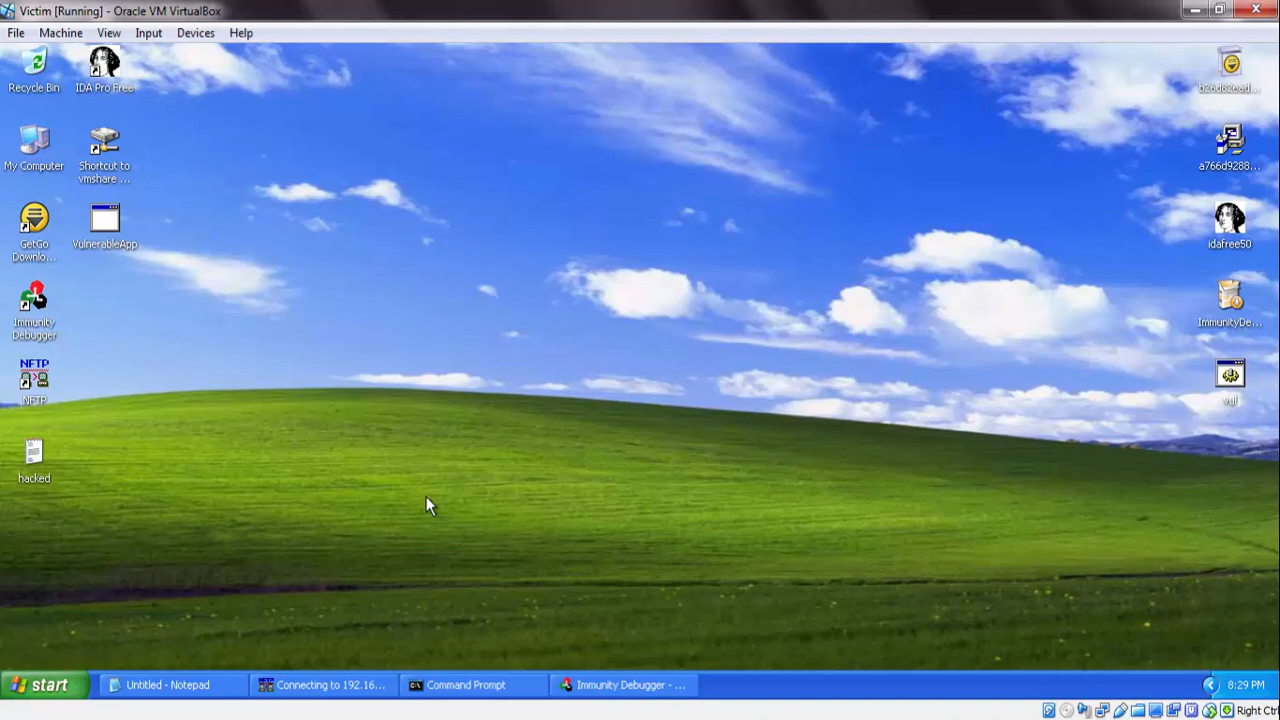 Victim [Running] - Oracle VM VirtualBox
File Machine View Input Devices Help
Recycle Bin
IDA Pro Free
My Computer
Shortcut to
vmshare ...
GetGo
Downlo...
VulnerableApp
Immunity
Debugger
NFTP
NFTP
hacked
b26d82ead...
a766d9288...
idafree50
ImmunityDe...
start
Untitled - Notepad
Connecting to 192.16...
Command Prompt
Immunity Debugger - ...
8:29 PM
Right Ctrl